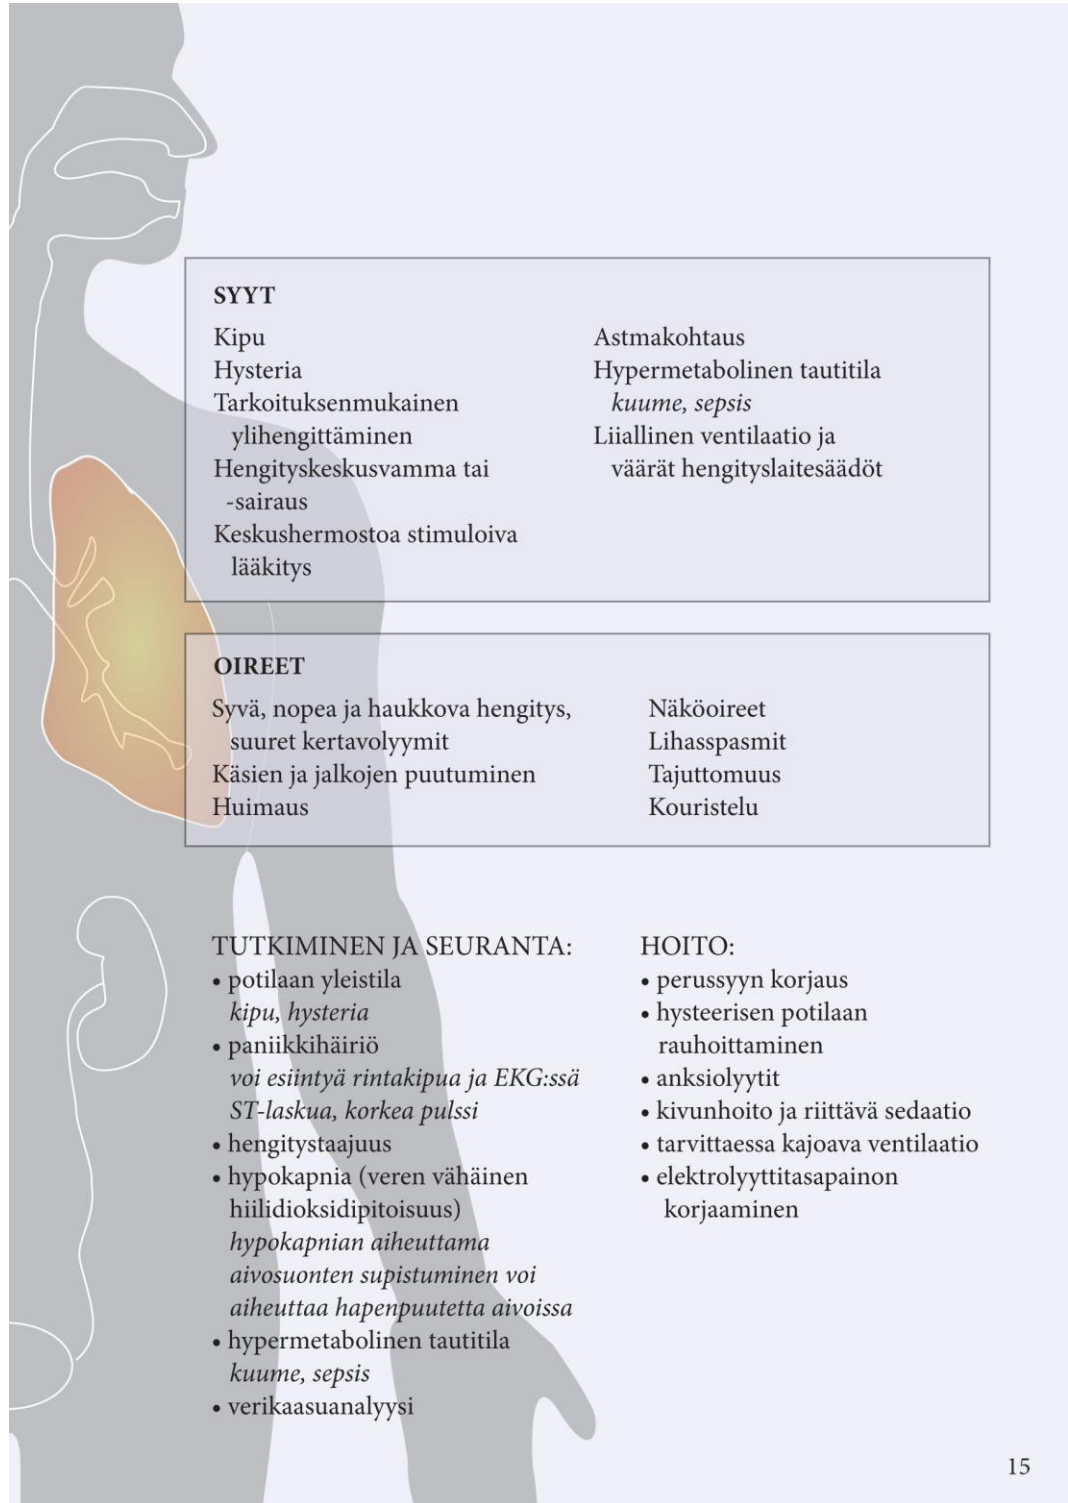 SYYT
Kipu
Hysteria
Tarkoituksenmukainen
ylihengittäminen
Hengityskeskusvamma tai
-sairaus
Keskushermostoa stimuloiva
lääkitys
Astmakohtaus
Hypermetabolinen tautitila
kuume, sepsis
Liiallinen ventilaatio ja
väärät hengityslaitesäädöt
OIREET
Syvä, nopea ja haukkova hengitys,
suuret kertavolyymit
Käsien ja jalkojen puutuminen
Huimaus
Näköoireet
Lihasspasmit
Tajuttomuus
Kouristelu
TUTKIMINEN JA SEURANTA:
• potilaan yleistila
kipu, hysteria
• paniikkihäiriö
voi esiintyä rintakipua ja EKG:ssä
ST-laskua, korkea pulssi
• hengitystaajuus
• hypokapnia (veren vähäinen
hiilidioksidipitoisuus)
hypokapnian aiheuttama
aivosuonten supistuminen voi
aiheuttaa hapenpuutetta aivoissa
• hypermetabolinen tautitila
kuume, sepsis
• verikaasuanalyysi
HOITO:
• perussyyn korjaus
• hysteerisen potilaan
rauhoittaminen
• anksiolyytit
• kivunhoito ja riittävä sedaatio
• tarvittaessa kajoava ventilaatio
• elektrolyyttitasapainon
korjaaminen
15